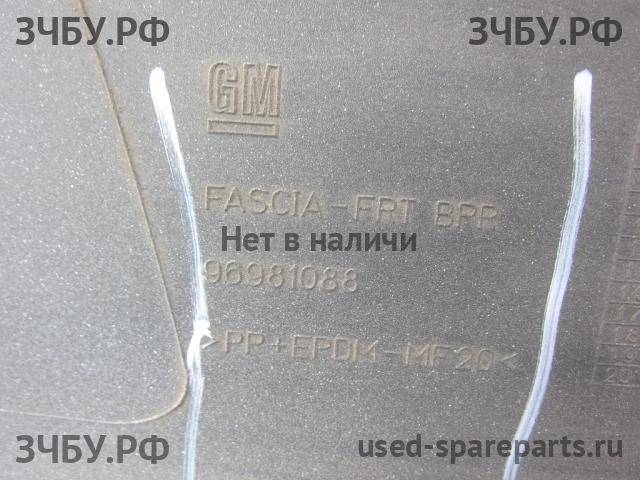 ЗЧБУ.РФ ЗЧБУ.РФ
GM
FASCIA-FRT BPR
Нет в наличи
96981088
>PP+EPDM-MF20<
ЗЧБУ.РФ used-spareparts.ru